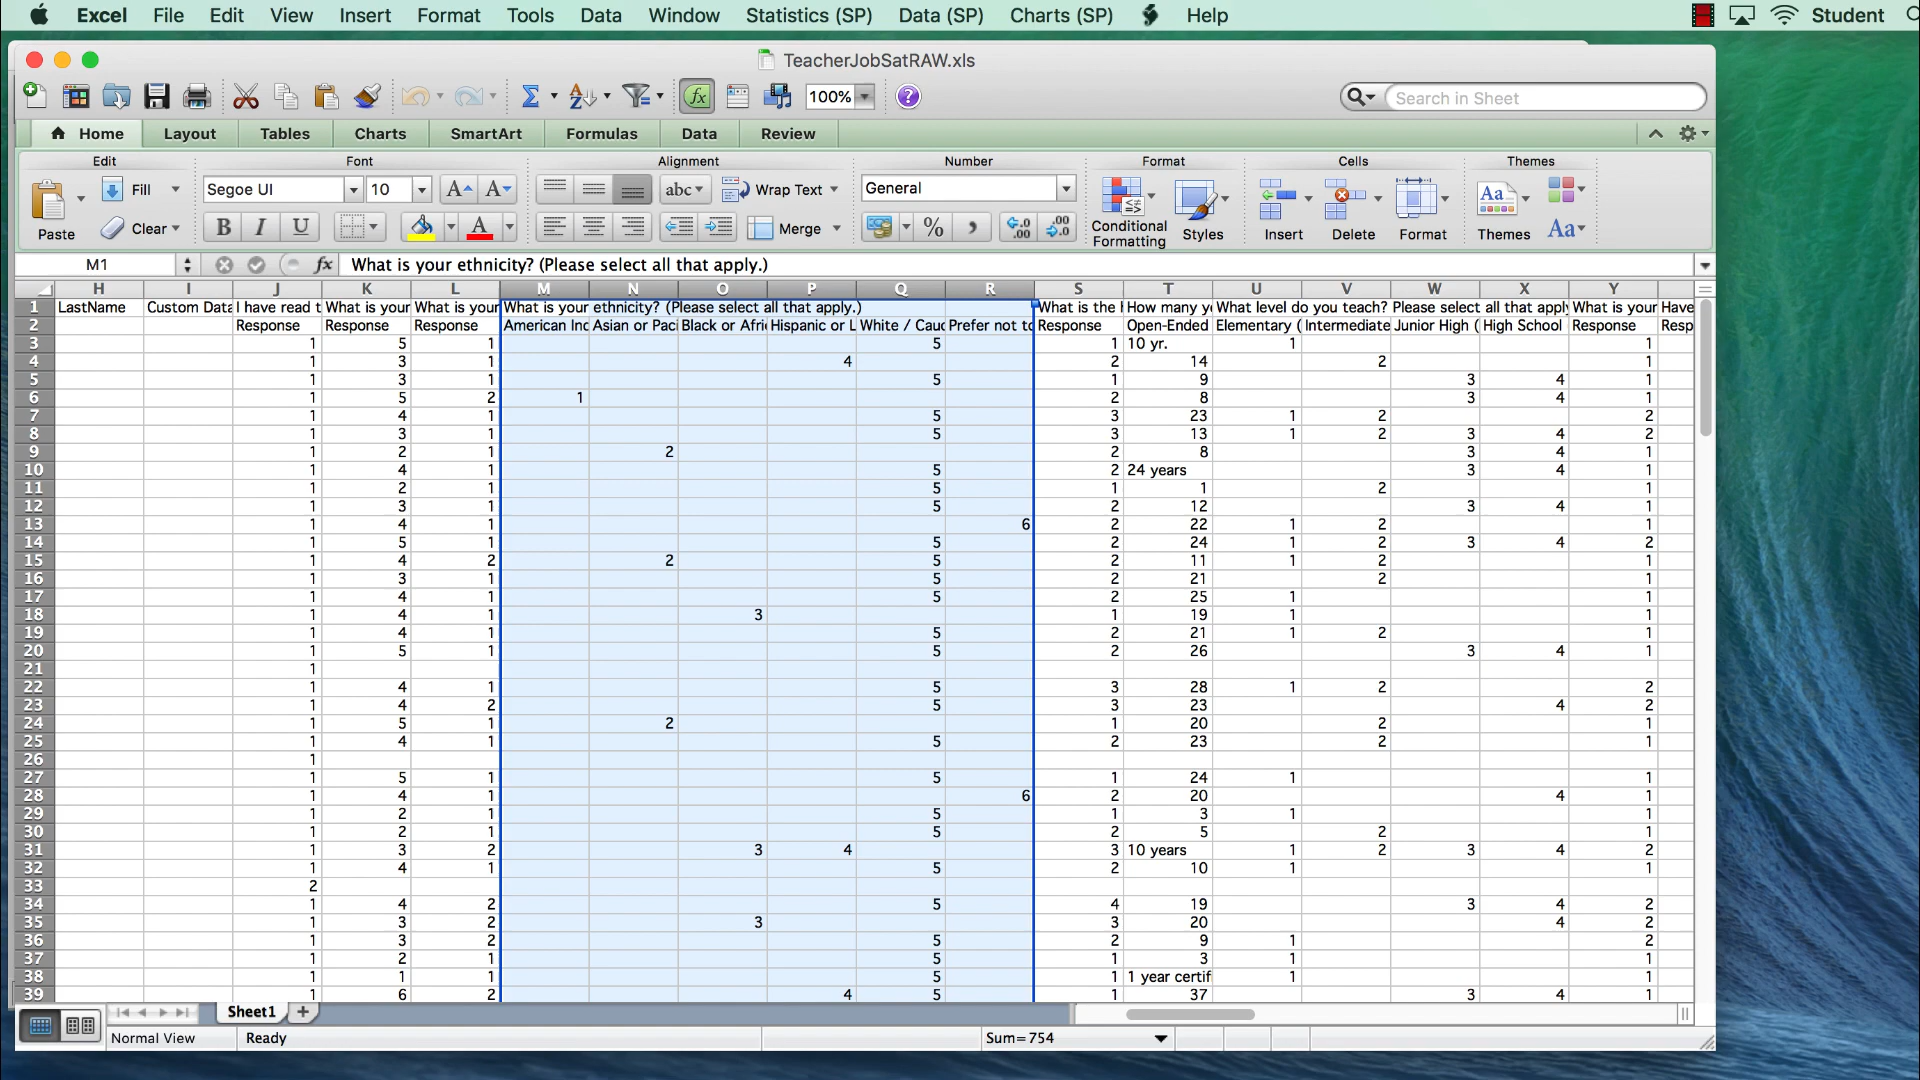 Excel File Edit View Insert Format Tools Data Window Statistics (SP) Data (SP) Charts (SP) Help Student
TeacherJobSatRAW.xls
100% Search in Sheet
Home Layout Tables Charts SmartArt Formulas Data Review
Edit Font Alignment Number Format Cells Themes
Fill Segoe UI 10 abc Wrap Text General
Paste Clear B I U Merge % Conditional Formatting Styles Insert Delete Format Themes
M1 fx What is your ethnicity? (Please select all that apply.)
H I J K L M N O P Q R S T U V W X Y
1 LastName Custom Data I have read t What is your What is your What is your ethnicity? (Please select all that apply.) What is the How many y What level do you teach? Please select all that apply What is your Have
2 Response Response Response American Inc Asian or Paci Black or Afri Hispanic or L White / Cauc Prefer not to Response Open-Ended Elementary ( Intermediate Junior High ( High School Response Resp
3 1 5 1 5 1 10 yr. 1 1
4 1 3 1 4 2 14 2 1
5 1 3 1 5 1 9 3 4 1
6 1 5 2 1 2 8 3 4 1
7 1 4 1 5 3 23 1 2 2
8 1 3 1 5 3 13 1 2 3 4 2
9 1 2 1 2 2 8 3 4 1
10 1 4 1 5 2 24 years 3 4 1
11 1 2 1 5 1 1 2 1
12 1 3 1 5 2 12 3 4 1
13 1 4 1 6 2 22 1 2 1
14 1 5 1 5 2 24 1 2 3 4 2
15 1 4 2 2 5 2 11 1 2 1
16 1 3 1 5 2 21 2 1
17 1 4 1 5 2 25 1 1
18 1 4 1 3 1 19 1 1
19 1 4 1 5 2 21 1 2 1
20 1 5 1 5 2 26 3 4 1
21 1
22 1 4 1 5 3 28 1 2 2
23 1 4 2 5 3 23 4 2
24 1 5 1 2 1 20 2 1
25 1 4 1 5 2 23 2 1
26 1
27 1 5 1 5 1 24 1 1
28 1 4 1 6 2 20 4 1
29 1 2 1 5 1 3 1 1
30 1 2 1 5 2 5 2 1
31 1 3 2 3 4 3 10 years 1 2 3 4 2
32 1 4 1 5 2 10 1 1
33 2
34 1 4 2 5 4 19 3 4 2
35 1 3 2 3 3 20 4 2
36 1 3 2 5 2 9 1 2
37 1 2 1 5 1 3 1 1
38 1 1 1 5 1 1 year certif 1 1
39 1 6 2 4 5 1 37 3 4 1
Sheet1
Normal View Ready Sum=754